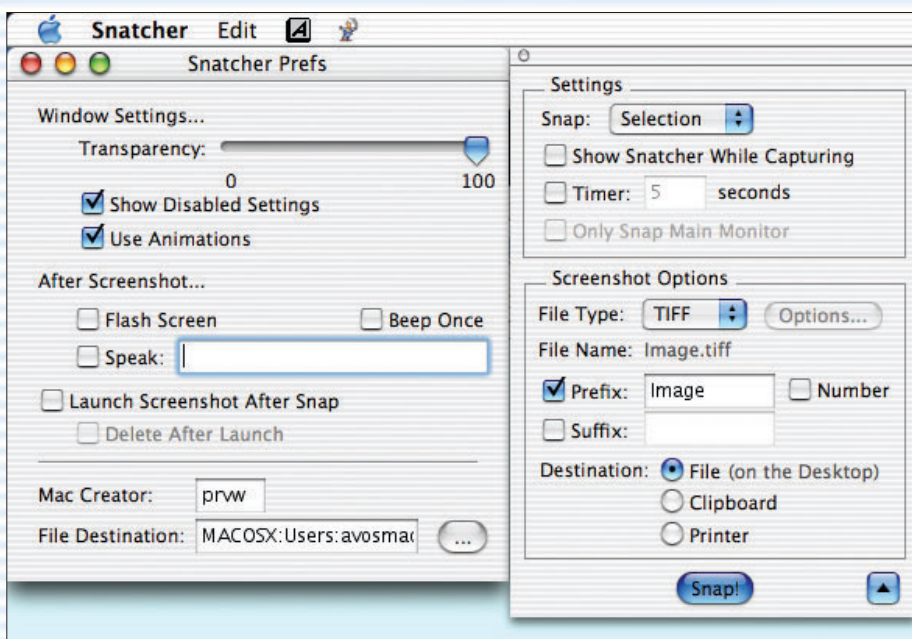 Snatcher Edit
Snatcher Prefs
Window Settings...
Transparency:
0 100
Show Disabled Settings
Use Animations
After Screenshot...
Flash Screen Beep Once
Speak:
Launch Screenshot After Snap
Delete After Launch
Mac Creator: prvw
File Destination: MACOSX:Users:avosmac ...
Settings
Snap: Selection
Show Snatcher While Capturing
Timer: 5 seconds
Only Snap Main Monitor
Screenshot Options
File Type: TIFF Options...
File Name: Image.tiff
Prefix: Image Number
Suffix:
Destination: File (on the Desktop)
Clipboard
Printer
Snap!